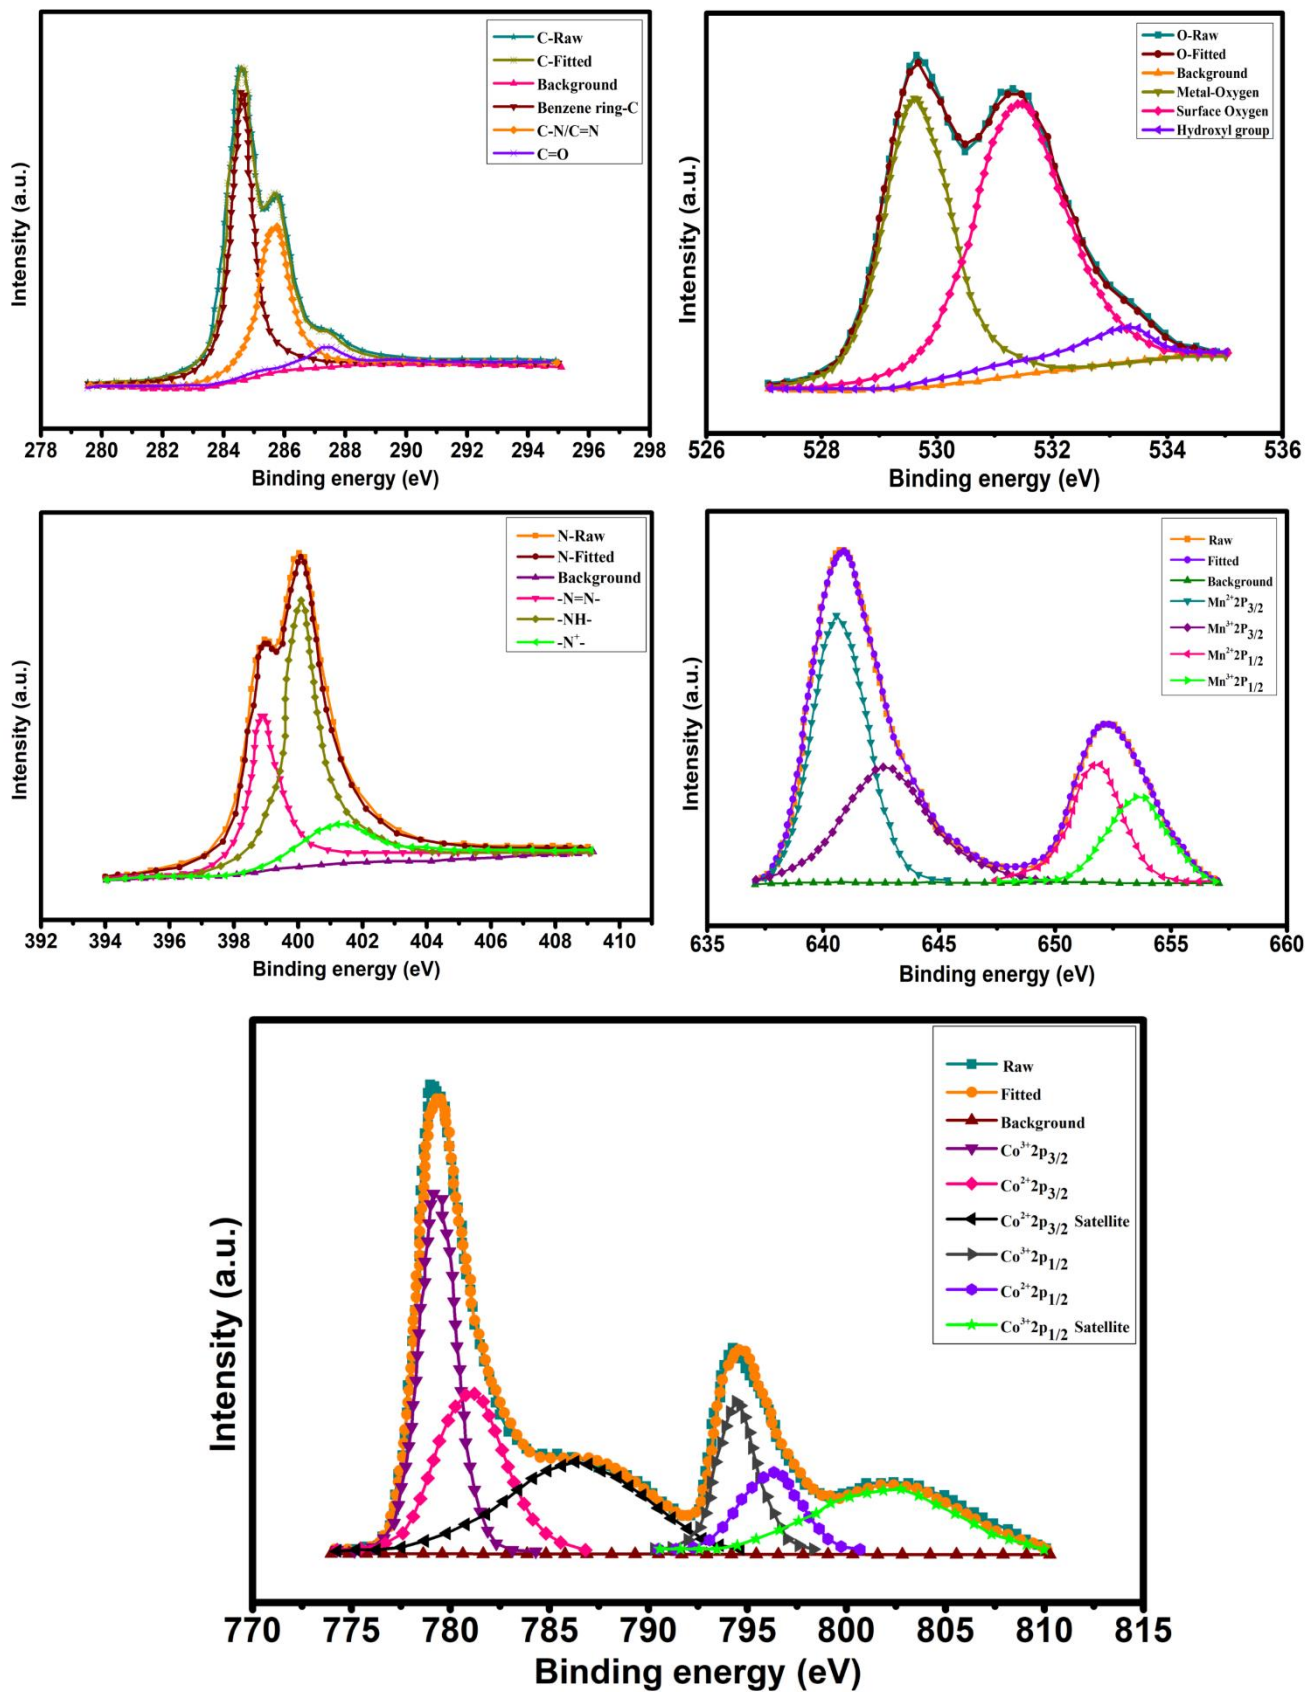 C-Raw
C-Fitted
Background
Benzene ring-C
C-N/C=N
C=O
Intensity (a.u.)
278 280 282 284 286 288 290 292 294 296 298
Binding energy (eV)
O-Raw
O-Fitted
Background
Metal-Oxygen
Surface Oxygen
Hydroxyl group
Intensity (a.u.)
526 528 530 532 534 536
Binding energy (eV)
N-Raw
N-Fitted
Background
-N=N-
-NH-
-N⁺-
Intensity (a.u.)
392 394 396 398 400 402 404 406 408 410
Binding energy (eV)
Raw
Fitted
Background
Mn²⁺2P3/2
Mn³⁺2P3/2
Mn²⁺2P1/2
Mn³⁺2P1/2
Intensity (a.u.)
635 640 645 650 655 660
Binding energy (eV)
Raw
Fitted
Background
Co³⁺2p3/2
Co²⁺2p3/2
Co²⁺2p3/2 Satellite
Co³⁺2p1/2
Co²⁺2p1/2
Co³⁺2p1/2 Satellite
Intensity (a.u.)
770 775 780 785 790 795 800 805 810 815
Binding energy (eV)